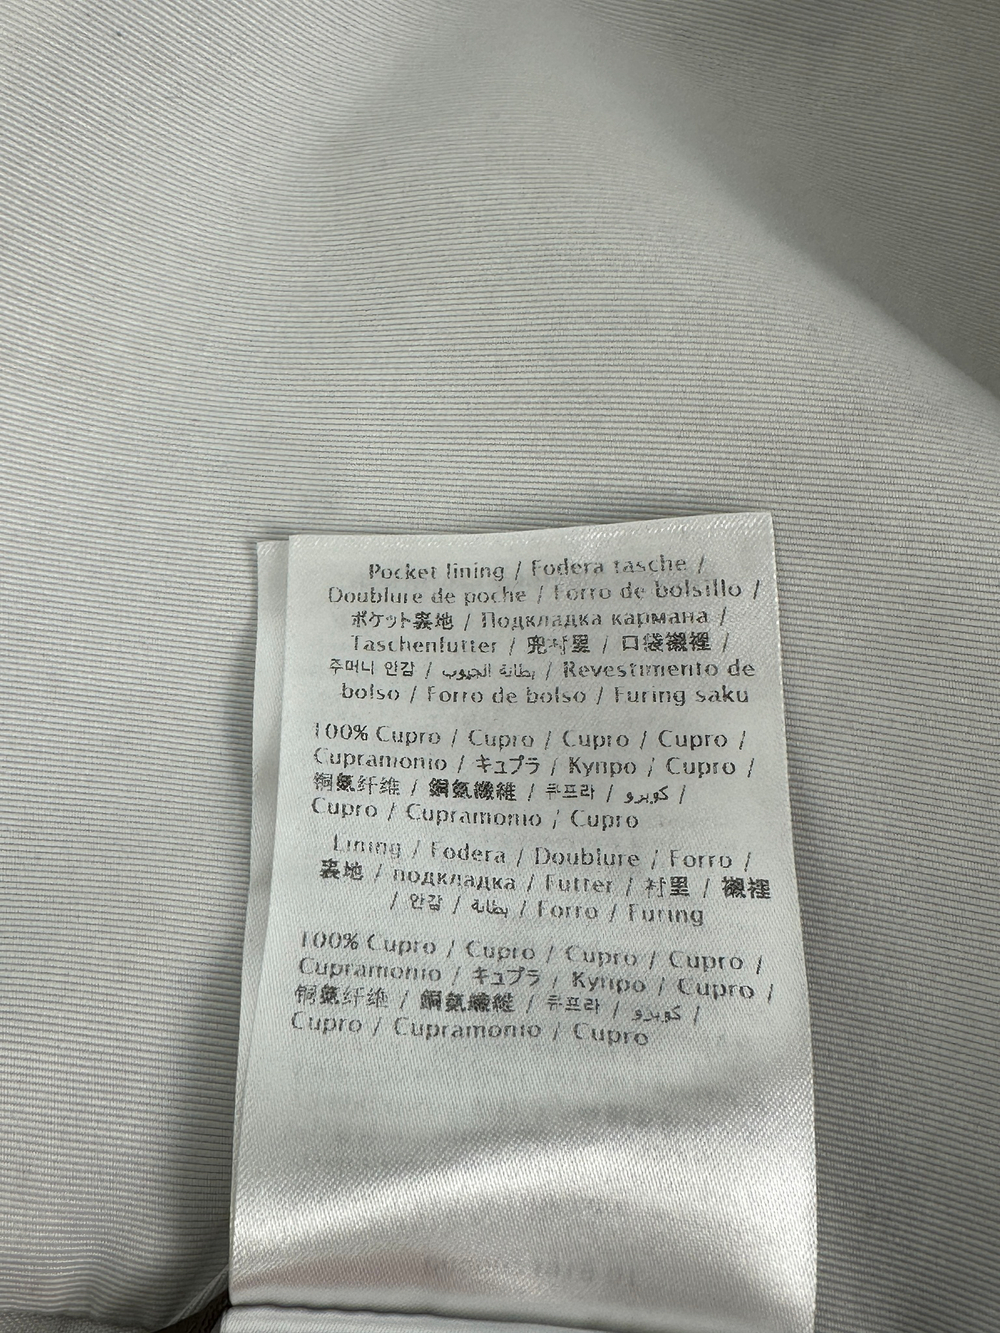 Pocket lining / Fodera tasche /
Doublure de poche / Forro de bolsillo /
ポケット裏地 / Подкладка кармана /
Taschenfutter / 兜衬里 / 口袋襯裡 /
주머니 안감 / بطانة الجيوب / Revestimento de
bolso / Forro de bolso / Furing saku
100% Cupro / Cupro / Cupro / Cupro /
Cupramonio / キュプラ / Купро / Cupro /
铜氨纤维 / 銅氨纖維 / 큐프라 / كوبرو /
Cupro / Cupramonio / Cupro
Lining / Fodera / Doublure / Forro /
裏地 / подкладка / Futter / 衬里 / 襯裡
/ 안감 / بطانة / Forro / Furing
100% Cupro / Cupro / Cupro / Cupro /
Cupramonio / キュプラ / Купро / Cupro /
铜氨纤维 / 銅氨纖維 / 큐프라 / كوبرو /
Cupro / Cupramonio / Cupro